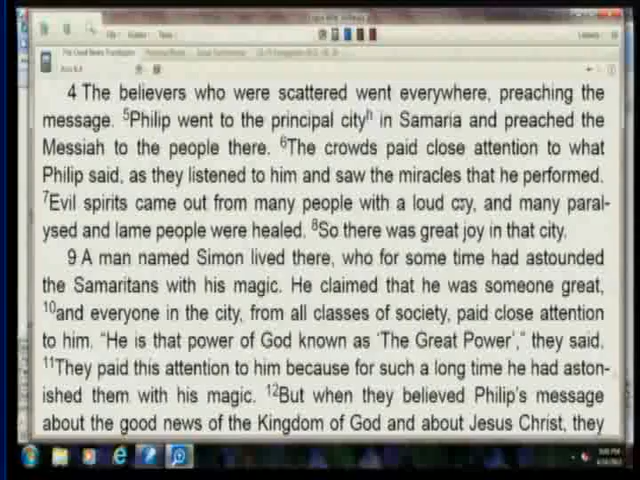 4 The believers who were scattered went everywhere, preaching the
message. ⁵Philip went to the principal cityʰ in Samaria and preached the
Messiah to the people there. ⁶The crowds paid close attention to what
Philip said, as they listened to him and saw the miracles that he performed.
⁷Evil spirits came out from many people with a loud cry, and many paral-
ysed and lame people were healed. ⁸So there was great joy in that city.
9 A man named Simon lived there, who for some time had astounded
the Samaritans with his magic. He claimed that he was someone great,
¹⁰and everyone in the city, from all classes of society, paid close attention
to him. “He is that power of God known as ‘The Great Power’,” they said.
¹¹They paid this attention to him because for such a long time he had aston-
ished them with his magic. ¹²But when they believed Philip's message
about the good news of the Kingdom of God and about Jesus Christ, they